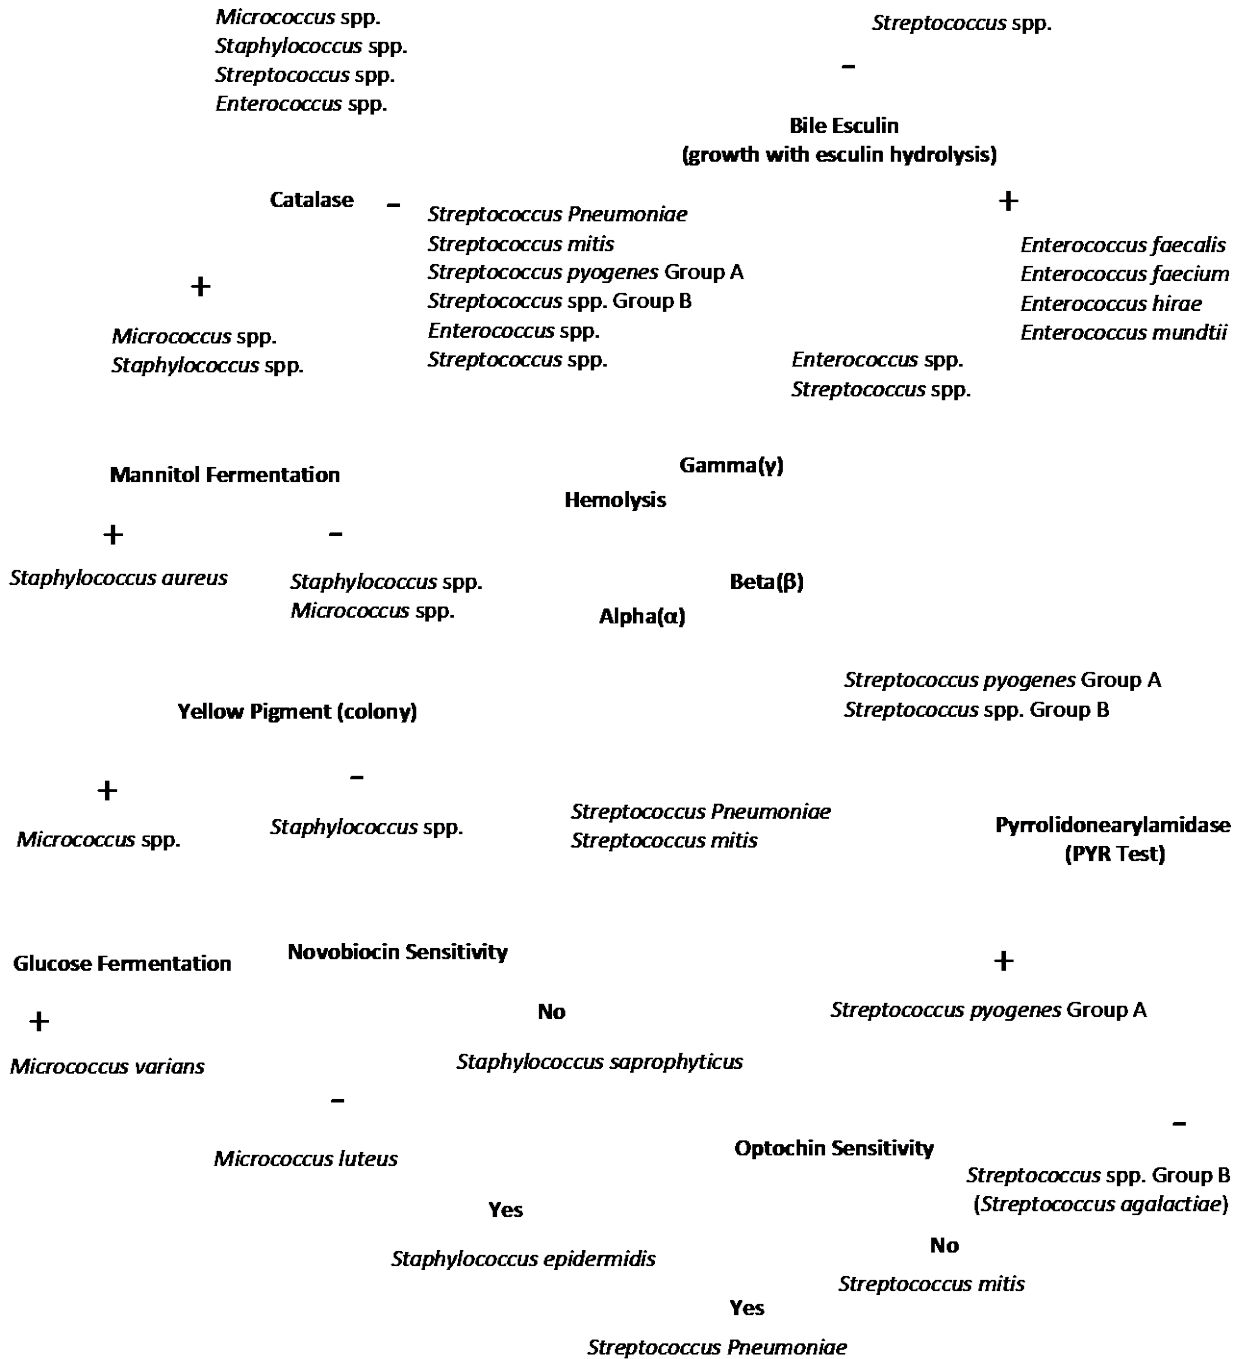 Micrococcus spp.
Staphylococcus spp.
Streptococcus spp.
Enterococcus spp.
Streptococcus spp.
–
Bile Esculin
(growth with esculin hydrolysis)
Catalase –
+
Streptococcus Pneumoniae
Streptococcus mitis
Streptococcus pyogenes Group A
Streptococcus spp. Group B
Enterococcus spp.
Streptococcus spp.
+
Enterococcus faecalis
Enterococcus faecium
Enterococcus hirae
Enterococcus mundtii
Micrococcus spp.
Staphylococcus spp.
Enterococcus spp.
Streptococcus spp.
Mannitol Fermentation
Gamma(γ)
Hemolysis
+
–
Staphylococcus aureus
Staphylococcus spp.
Micrococcus spp.
Beta(β)
Alpha(α)
Streptococcus pyogenes Group A
Streptococcus spp. Group B
Yellow Pigment (colony)
+
–
Micrococcus spp.
Staphylococcus spp.
Streptococcus Pneumoniae
Streptococcus mitis
Pyrrolidonearylamidase
(PYR Test)
Glucose Fermentation
Novobiocin Sensitivity
+
+
No
Streptococcus pyogenes Group A
Micrococcus varians
Staphylococcus saprophyticus
–
–
Micrococcus luteus
Optochin Sensitivity
Streptococcus spp. Group B
(Streptococcus agalactiae)
Yes
Staphylococcus epidermidis
No
Streptococcus mitis
Yes
Streptococcus Pneumoniae